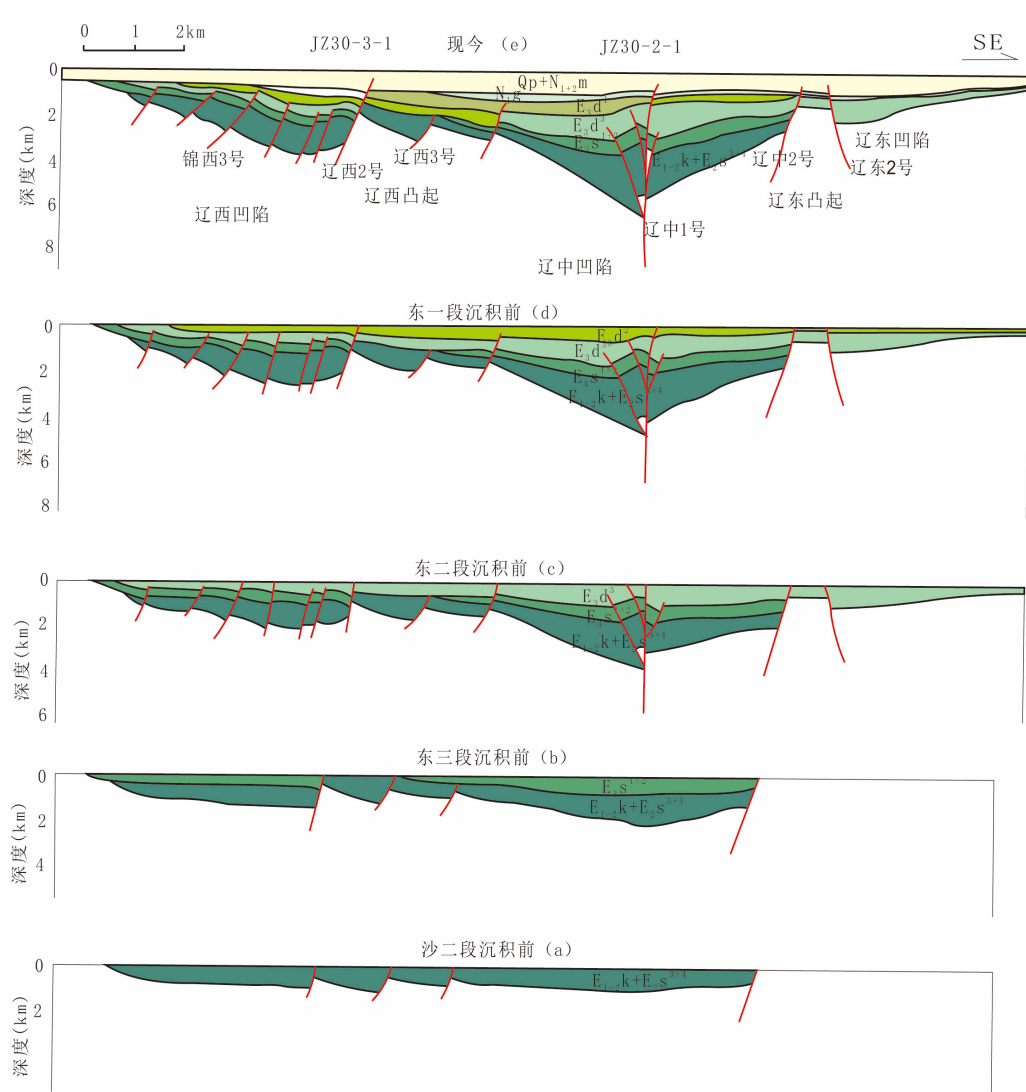 0 1 2km
JZ30-3-1 现今 (e) JZ30-2-1 SE
0
2
4
6
8
深度(km)
Qp+N₁₊₂m
N₁g
E₃d¹
E₃d³
E₃s¹⁺²
E₁₋₂k+E₂s³⁺⁴
锦西3号
辽西2号
辽西3号
辽中2号
辽东凹陷
辽东2号
辽西凹陷
辽西凸起
辽东凸起
辽中1号
辽中凹陷
东一段沉积前(d)
0
2
4
6
8
深度(km)
E₃d²
E₃d³
E₃s¹⁺²
E₁₋₂k+E₂s³⁺⁴
东二段沉积前(c)
0
2
4
6
深度(km)
E₃d³
E₃s¹⁺²
E₁₋₂k+E₂s³⁺⁴
东三段沉积前(b)
0
2
4
深度(km)
E₃s¹⁺²
E₁₋₂k+E₂s³⁺⁴
沙二段沉积前(a)
0
2
深度(km)
E₁₋₂k+E₂s³⁺⁴